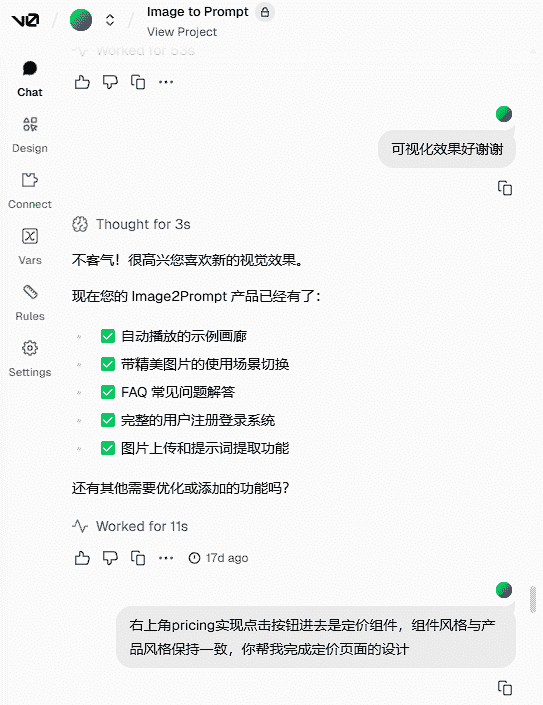 v0
Image to Prompt
View Project
Worked for 53s
Chat
Design
Connect
Vars
Rules
Settings
可视化效果好谢谢
Thought for 3s
不客气！很高兴您喜欢新的视觉效果。
现在您的 Image2Prompt 产品已经有了：
自动播放的示例画廊
带精美图片的使用场景切换
FAQ 常见问题解答
完整的用户注册登录系统
图片上传和提示词提取功能
还有其他需要优化或添加的功能吗？
Worked for 11s
17d ago
右上角pricing实现点击按钮进去是定价组件，组件风格与产
品风格保持一致，你帮我完成定价页面的设计